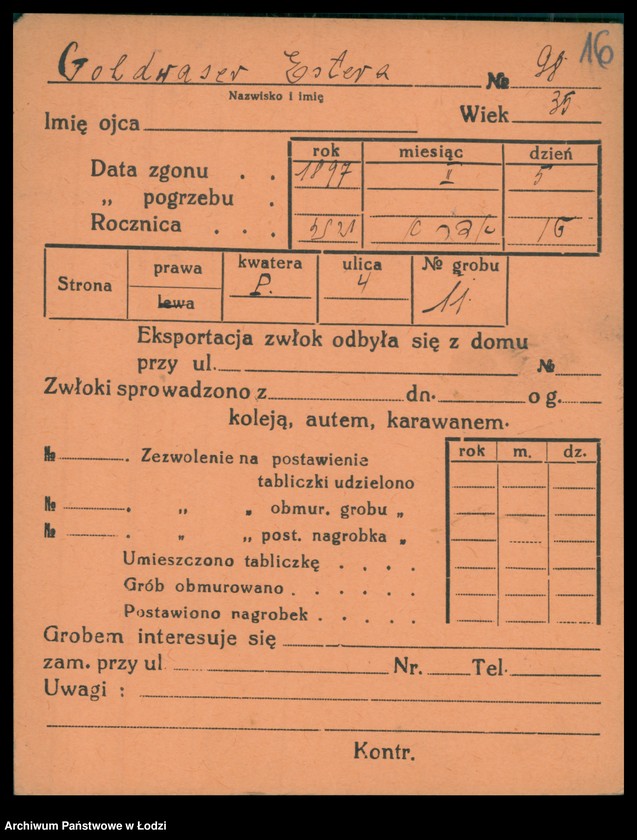 16
Goldwaser Estera № 98
Nazwisko i imię
Imię ojca Wiek 35
rok miesiąc dzień
Data zgonu . . 1897 II 5
„ pogrzebu .
Rocznica . . . 16
Strona prawa kwatera ulica № grobu
lewa P. 4 11
Eksportacja zwłok odbyła się z domu
przy ul. №
Zwłoki sprowadzono z dn. o g.
koleją, autem, karawanem.
rok m. dz.
№ . Zezwolenie na postawienie
tabliczki udzielono
№ . „ „ obmur. grobu „
№ . „ „ post. nagrobka „
Umieszczono tabliczkę . . . .
Grób obmurowano . . . . .
Postawiono nagrobek . . . . .
Grobem interesuje się
zam. przy ul Nr. Tel.
Uwagi :
Kontr.
Archiwum Państwowe w Łodzi